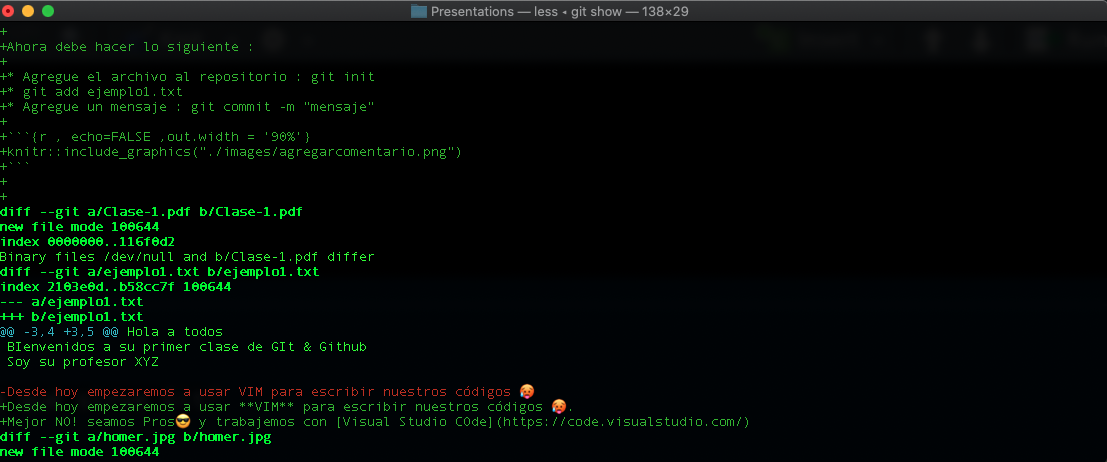 Presentations — less ◂ git show — 138×29
+
+Ahora debe hacer lo siguiente :
+
+* Agregue el archivo al repositorio : git init
+* git add ejemplo1.txt
+* Agregue un mensaje : git commit -m "mensaje"
+
+```{r , echo=FALSE ,out.width = '90%'}
+knitr::include_graphics("./images/agregarcomentario.png")
+```
+
+
diff --git a/Clase-1.pdf b/Clase-1.pdf
new file mode 100644
index 0000000..116f0d2
Binary files /dev/null and b/Clase-1.pdf differ
diff --git a/ejemplo1.txt b/ejemplo1.txt
index 2103e0d..b58cc7f 100644
--- a/ejemplo1.txt
+++ b/ejemplo1.txt
@@ -3,4 +3,5 @@ Hola a todos
 BIenvenidos a su primer clase de GIt & Github
 Soy su profesor XYZ

-Desde hoy empezaremos a usar VIM para escribir nuestros códigos 🥵
+Desde hoy empezaremos a usar **VIM** para escribir nuestros códigos 🥵.
+Mejor NO! seamos Pros😎 y trabajemos con [Visual Studio COde](https://code.visualstudio.com/)
diff --git a/homer.jpg b/homer.jpg
new file mode 100644